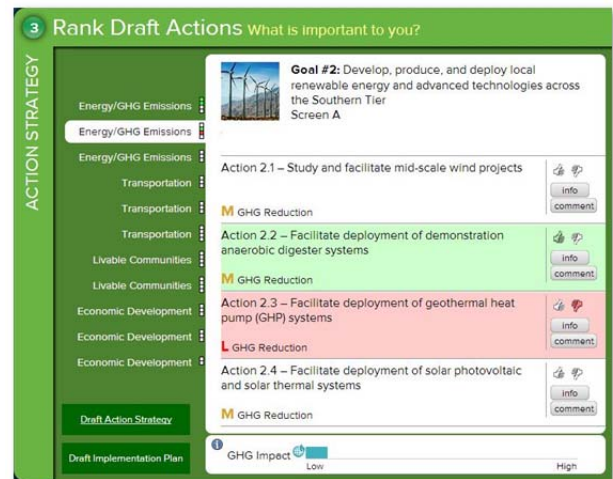 3 Rank Draft Actions What is important to you?
ACTION STRATEGY
Energy/GHG Emissions
Energy/GHG Emissions
Energy/GHG Emissions
Transportation
Transportation
Transportation
Livable Communities
Livable Communities
Economic Development
Economic Development
Economic Development
Draft Action Strategy
Draft Implementation Plan
Goal #2: Develop, produce, and deploy local
renewable energy and advanced technologies across
the Southern Tier
Screen A
Action 2.1 – Study and facilitate mid-scale wind projects
M GHG Reduction
info
comment
Action 2.2 – Facilitate deployment of demonstration
anaerobic digester systems
M GHG Reduction
info
comment
Action 2.3 – Facilitate deployment of geothermal heat
pump (GHP) systems
L GHG Reduction
info
comment
Action 2.4 – Facilitate deployment of solar photovoltaic
and solar thermal systems
M GHG Reduction
info
comment
i GHG Impact
Low High